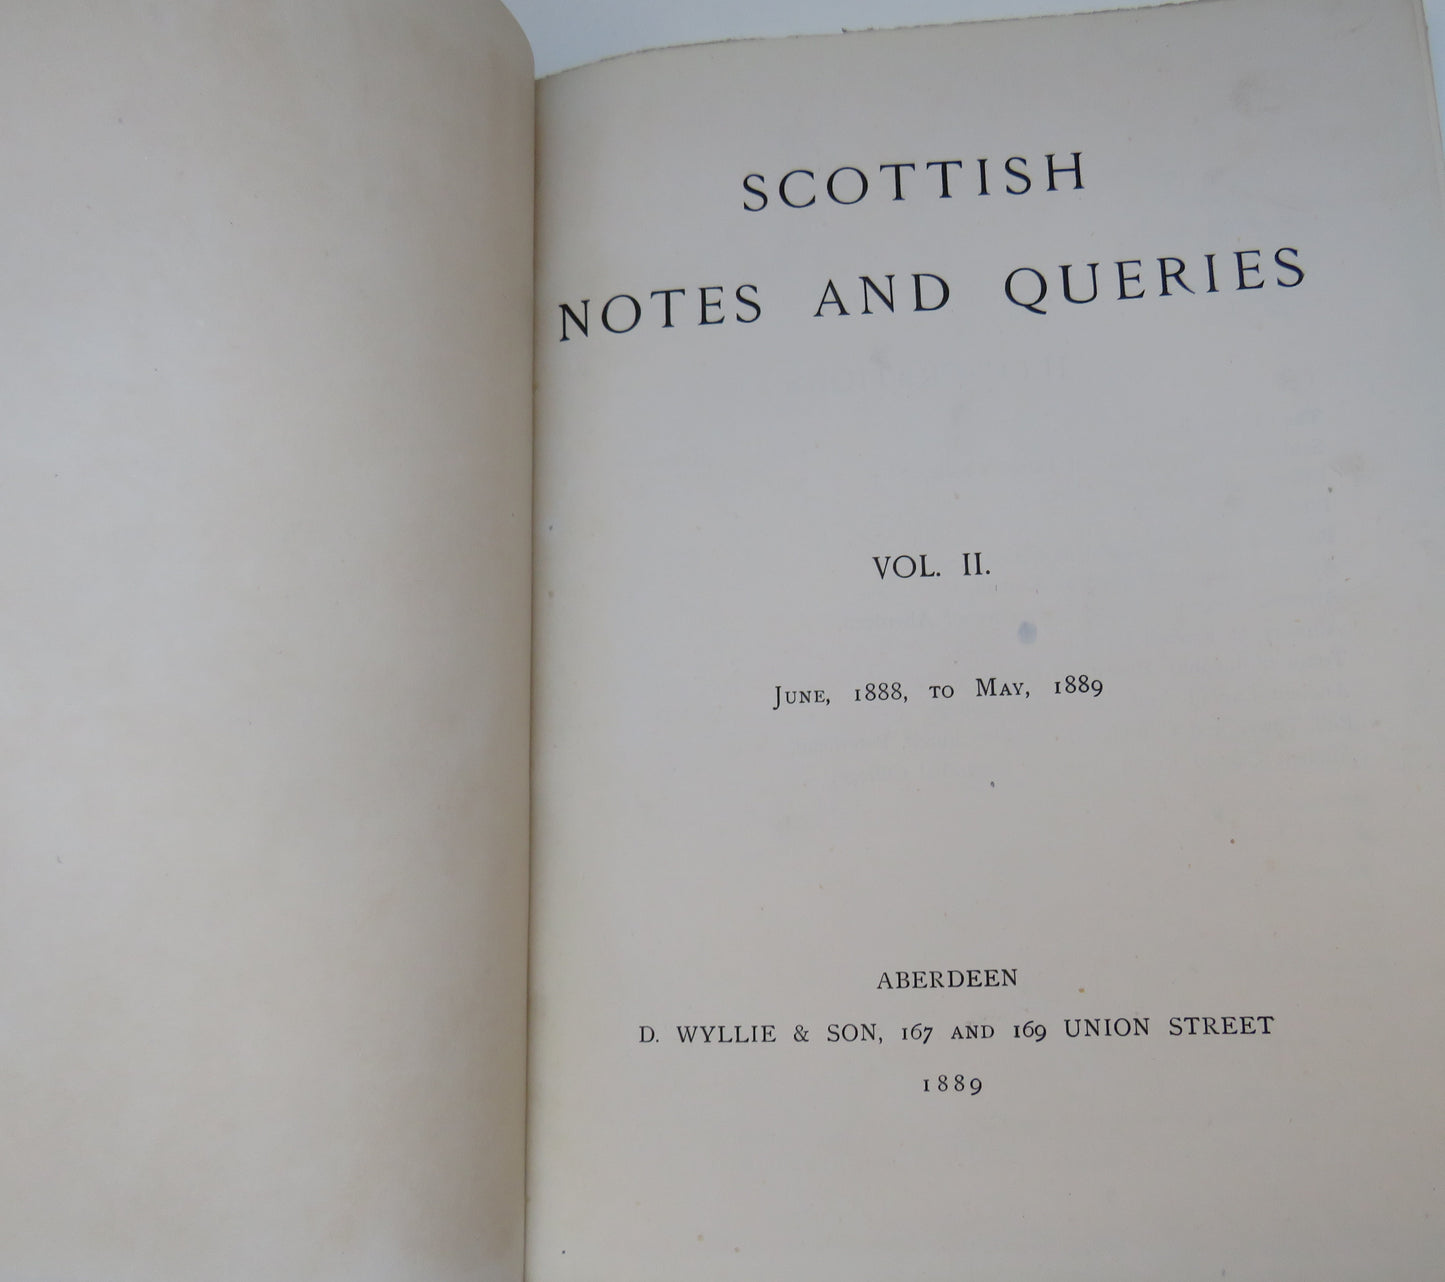 SCOTTISH
NOTES AND QUERIES
VOL. II.
JUNE, 1888, TO MAY, 1889
ABERDEEN
D. WYLLIE & SON, 167 AND 169 UNION STREET
1889